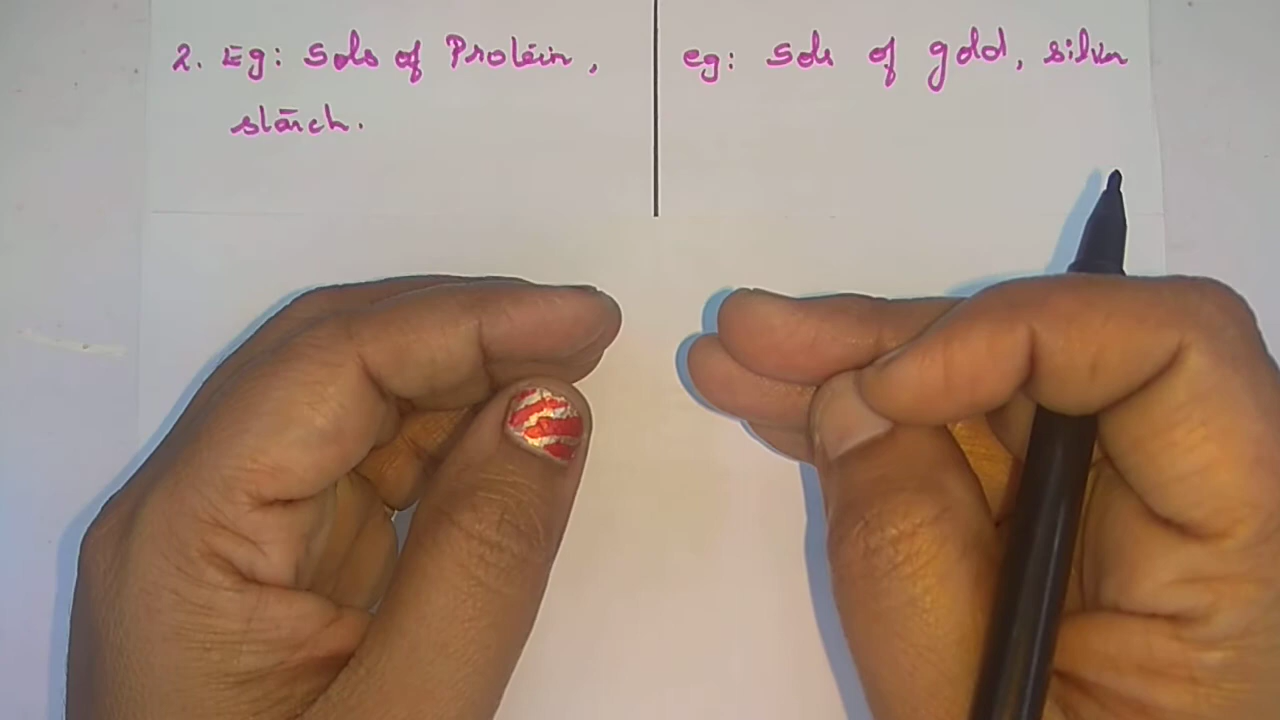 2. Eg: Sols of Protein,
starch.
eg: Sols of gold, silver